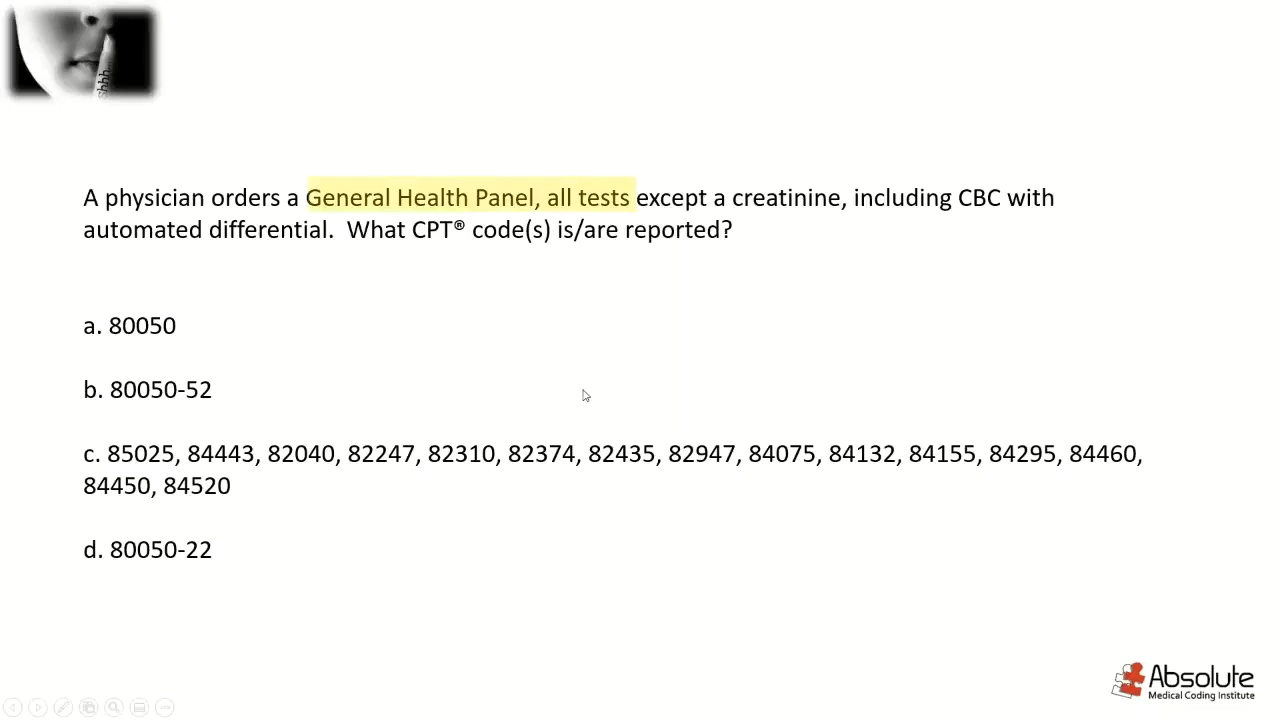 shhh...
A physician orders a General Health Panel, all tests except a creatinine, including CBC with
automated differential.  What CPT® code(s) is/are reported?
a. 80050
b. 80050-52
c. 85025, 84443, 82040, 82247, 82310, 82374, 82435, 82947, 84075, 84132, 84155, 84295, 84460,
84450, 84520
d. 80050-22
Absolute
Medical Coding Institute